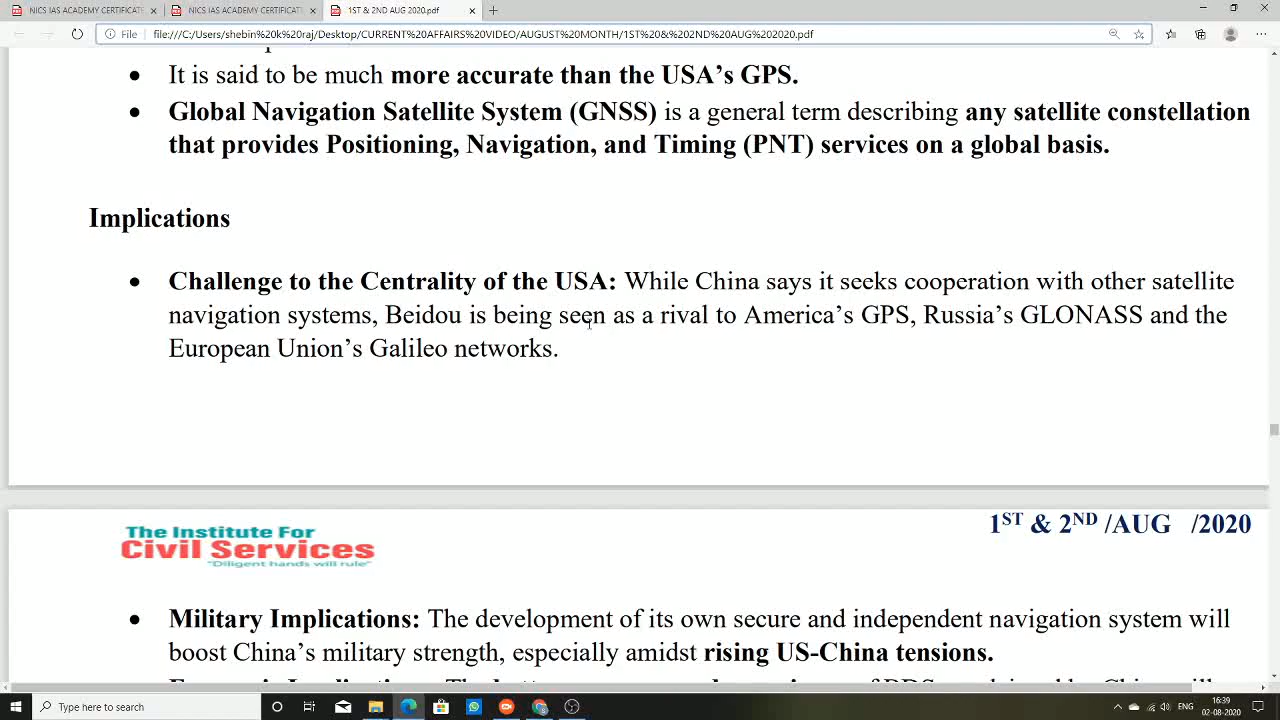 NICS IAS ACADEMY CERTIFICATI
NICS IAS ACADEMY CERTIFICATI
1ST & 2ND AUG 2020.pdf
File
file:///C:/Users/shebin%20k%20raj/Desktop/CURRENT%20AFFAIRS%20VIDEO/AUGUST%20MONTH/1ST%20&%202ND%20AUG%202020.pdf
• It is said to be much more accurate than the USA’s GPS.
• Global Navigation Satellite System (GNSS) is a general term describing any satellite constellation
that provides Positioning, Navigation, and Timing (PNT) services on a global basis.
Implications
• Challenge to the Centrality of the USA: While China says it seeks cooperation with other satellite
navigation systems, Beidou is being seen as a rival to America’s GPS, Russia’s GLONASS and the
European Union’s Galileo networks.
The Institute For
Civil Services
"Diligent hands will rule"
1ST & 2ND /AUG /2020
• Military Implications: The development of its own secure and independent navigation system will
boost China’s military strength, especially amidst rising US-China tensions.
Type here to search
ENG
16:39
02-08-2020